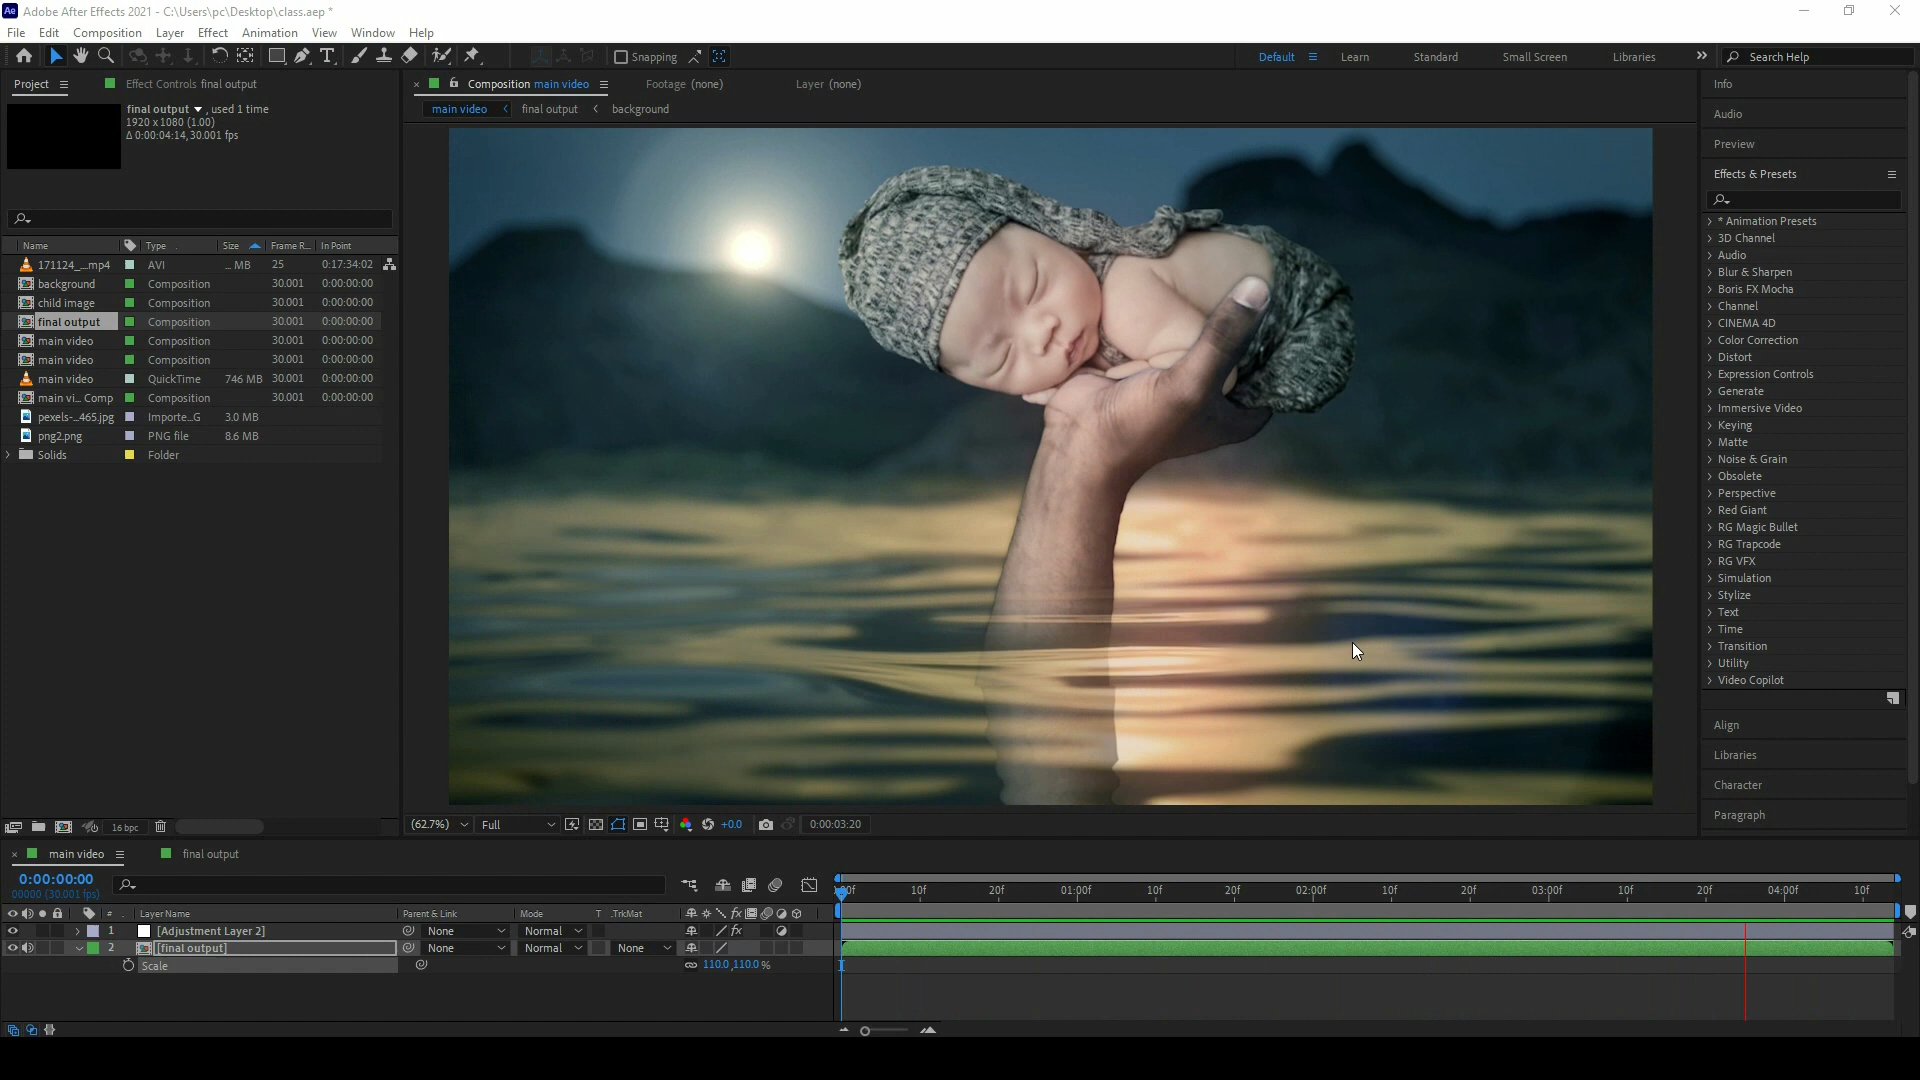 Adobe After Effects 2021 - C:\Users\pc\Desktop\class.aep *
File Edit Composition Layer Effect Animation View Window Help
Snapping Default Learn Standard Small Screen Libraries Search Help
Project Effect Controls final output
final output , used 1 time
1920 x 1080 (1.00)
Δ 0:00:04:14, 30.001 fps
Name Type Size Frame R... In Point
171124_...mp4 AVI ... MB 25 0:17:34:02
background Composition 30.001 0:00:00:00
child image Composition 30.001 0:00:00:00
final output Composition 30.001 0:00:00:00
main video Composition 30.001 0:00:00:00
main video Composition 30.001 0:00:00:00
main video QuickTime 746 MB 30.001 0:00:00:00
main vi... Comp Composition 30.001 0:00:00:00
pexels-...465.jpg Importe...G 3.0 MB
png2.png PNG file 8.6 MB
Solids Folder
16 bpc
Composition main video Footage (none) Layer (none)
main video final output background
(62.7%) Full +0.0 0:00:03:20
Info
Audio
Preview
Effects & Presets
* Animation Presets
3D Channel
Audio
Blur & Sharpen
Boris FX Mocha
Channel
CINEMA 4D
Color Correction
Distort
Expression Controls
Generate
Immersive Video
Keying
Matte
Noise & Grain
Obsolete
Perspective
Red Giant
RG Magic Bullet
RG Trapcode
RG VFX
Simulation
Stylize
Text
Time
Transition
Utility
Video Copilot
Align
Libraries
Character
Paragraph
main video final output
0:00:00:00
00000 (30.001 fps)
:00f 10f 20f 01:00f 10f 20f 02:00f 10f 20f 03:00f 10f 20f 04:00f 10f
# Layer Name Parent & Link Mode T .TrkMat
1 [Adjustment Layer 2] None Normal
2 [final output] None Normal None
Scale 110.0,110.0 %